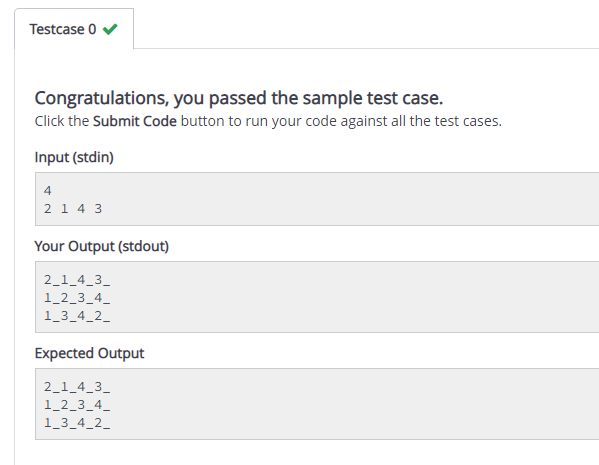 Testcase 0
Congratulations, you passed the sample test case.
Click the Submit Code button to run your code against all the test cases.
Input (stdin)
4
2 1 4 3
Your Output (stdout)
2_1_4_3_
1_2_3_4_
1_3_4_2_
Expected Output
2_1_4_3_
1_2_3_4_
1_3_4_2_